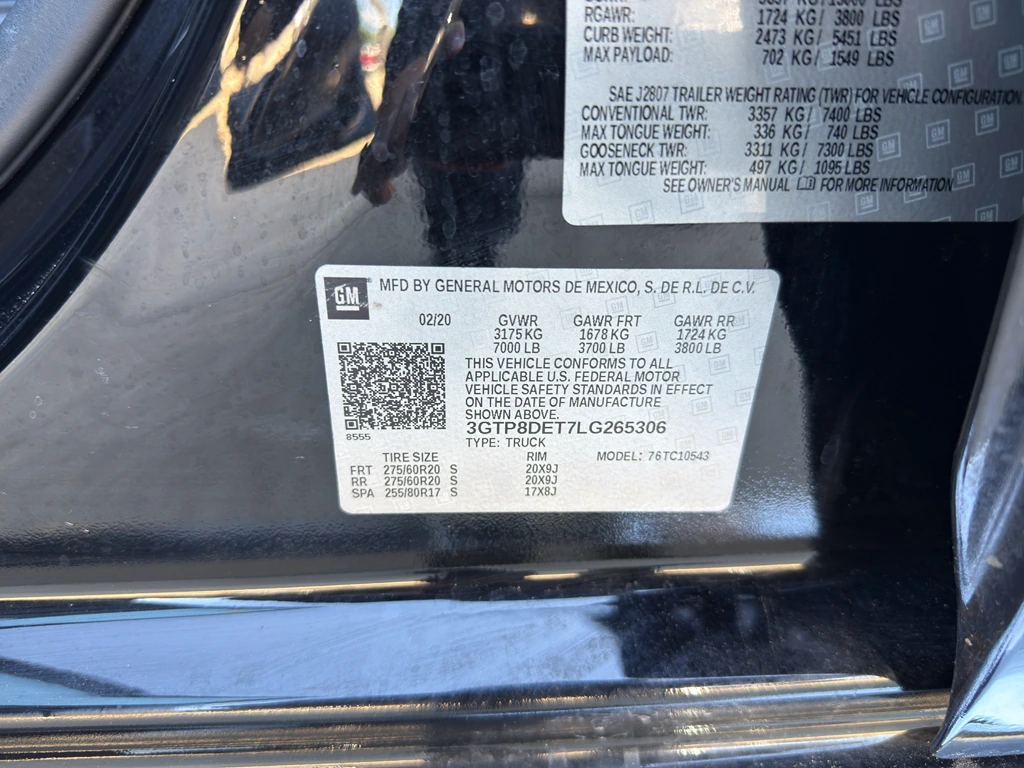 RGAWR: 1724 KG / 3800 LBS
CURB WEIGHT: 2473 KG / 5451 LBS
MAX PAYLOAD: 702 KG / 1549 LBS
SAE J2807 TRAILER WEIGHT RATING (TWR) FOR VEHICLE CONFIGURATION
CONVENTIONAL TWR: 3357 KG / 7400 LBS
MAX TONGUE WEIGHT: 336 KG / 740 LBS
GOOSENECK TWR: 3311 KG / 7300 LBS
MAX TONGUE WEIGHT: 497 KG / 1095 LBS
SEE OWNER'S MANUAL FOR MORE INFORMATION
GM MFD BY GENERAL MOTORS DE MEXICO, S. DE R.L. DE C.V.
02/20 GVWR GAWR FRT GAWR RR
3175 KG 1678 KG 1724 KG
7000 LB 3700 LB 3800 LB
THIS VEHICLE CONFORMS TO ALL
APPLICABLE U.S. FEDERAL MOTOR
VEHICLE SAFETY STANDARDS IN EFFECT
ON THE DATE OF MANUFACTURE
SHOWN ABOVE.
3GTP8DET7LG265306
8555
TYPE: TRUCK
TIRE SIZE RIM MODEL: 76TC10543
FRT 275/60R20 S 20X9J
RR 275/60R20 S 20X9J
SPA 255/80R17 S 17X8J